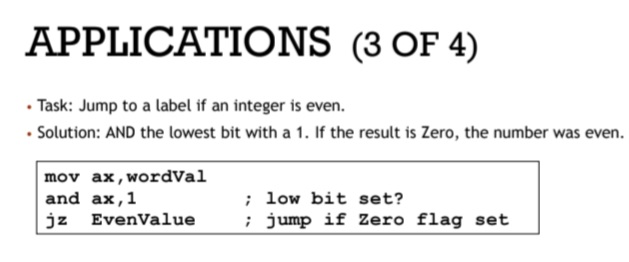 APPLICATIONS (3 OF 4)
• Task: Jump to a label if an integer is even.
• Solution: AND the lowest bit with a 1. If the result is Zero, the number was even.
mov ax,wordVal
and ax,1 ; low bit set?
jz EvenValue ; jump if Zero flag set